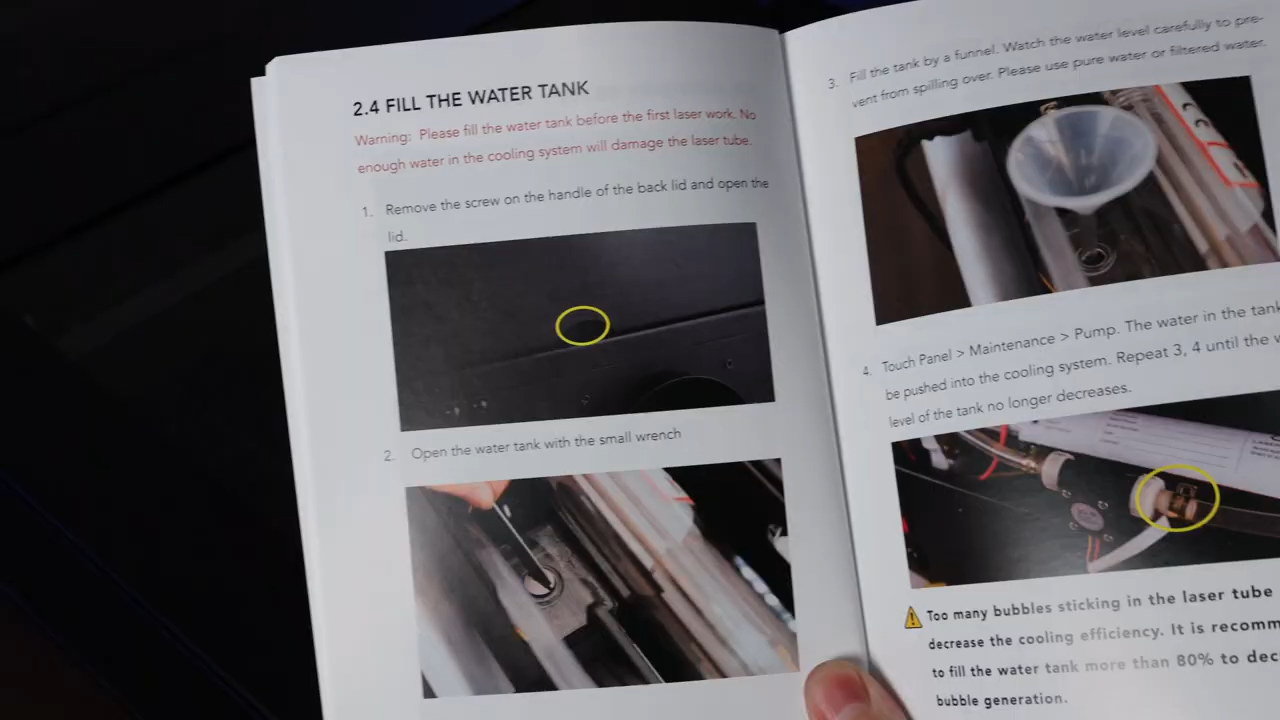 2.4 FILL THE WATER TANK
Warning: Please fill the water tank before the first laser work. No
enough water in the cooling system will damage the laser tube.
1. Remove the screw on the handle of the back lid and open the
lid.
2. Open the water tank with the small wrench
3. Fill the tank by a funnel. Watch the water level carefully to pre-
vent from spilling over. Please use pure water or filtered water.
4. Touch Panel > Maintenance > Pump. The water in the tank
be pushed into the cooling system. Repeat 3, 4 until the
level of the tank no longer decreases.
Too many bubbles sticking in the laser tube
decrease the cooling efficiency. It is recomm
to fill the water tank more than 80% to dec
bubble generation.